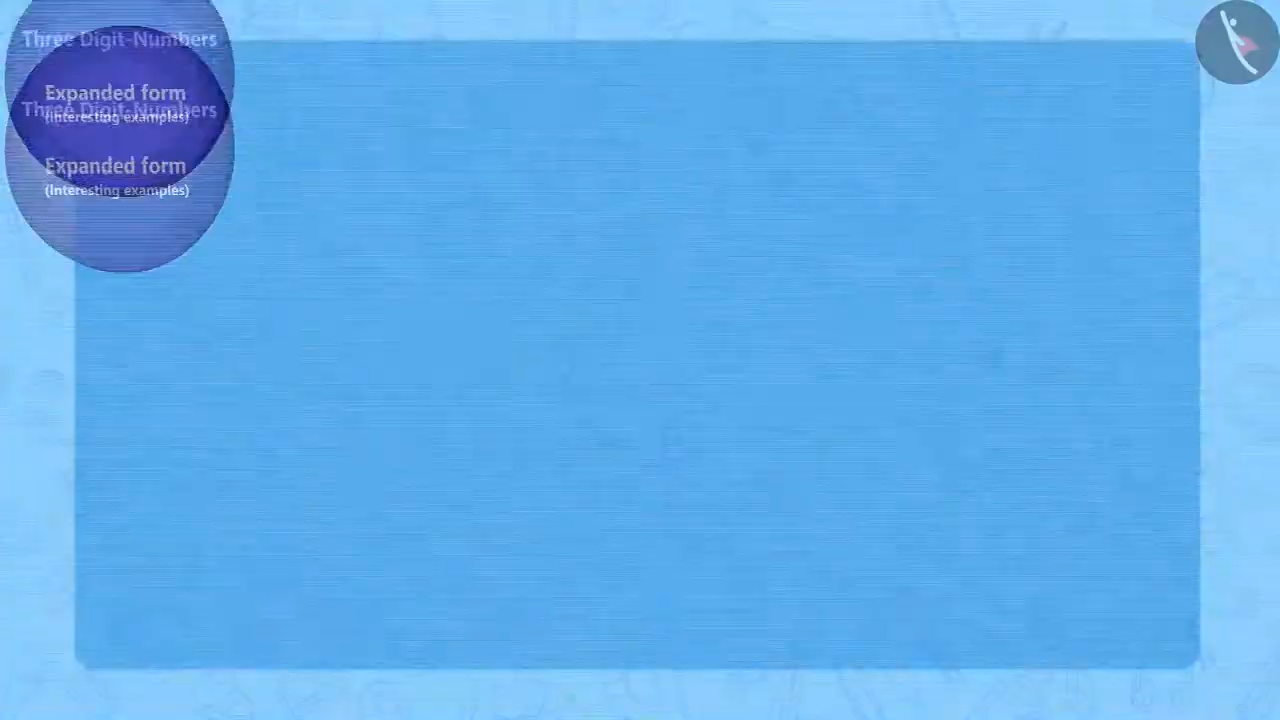 Three Digit-Numbers
Expanded form
(Interesting examples)
Three Digit-Numbers
Expanded form
(Interesting examples)